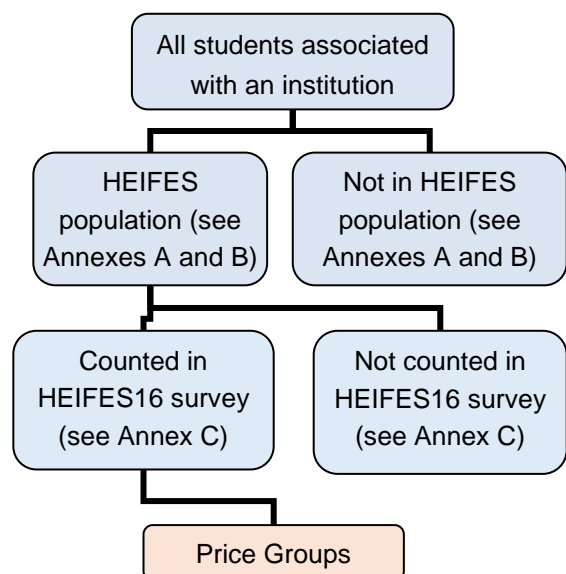 All students associated
with an institution
HEIFES
population (see
Annexes A and B)
Not in HEIFES
population (see
Annexes A and B)
Counted in
HEIFES16 survey
(see Annex C)
Not counted in
HEIFES16 survey
(see Annex C)
Price Groups